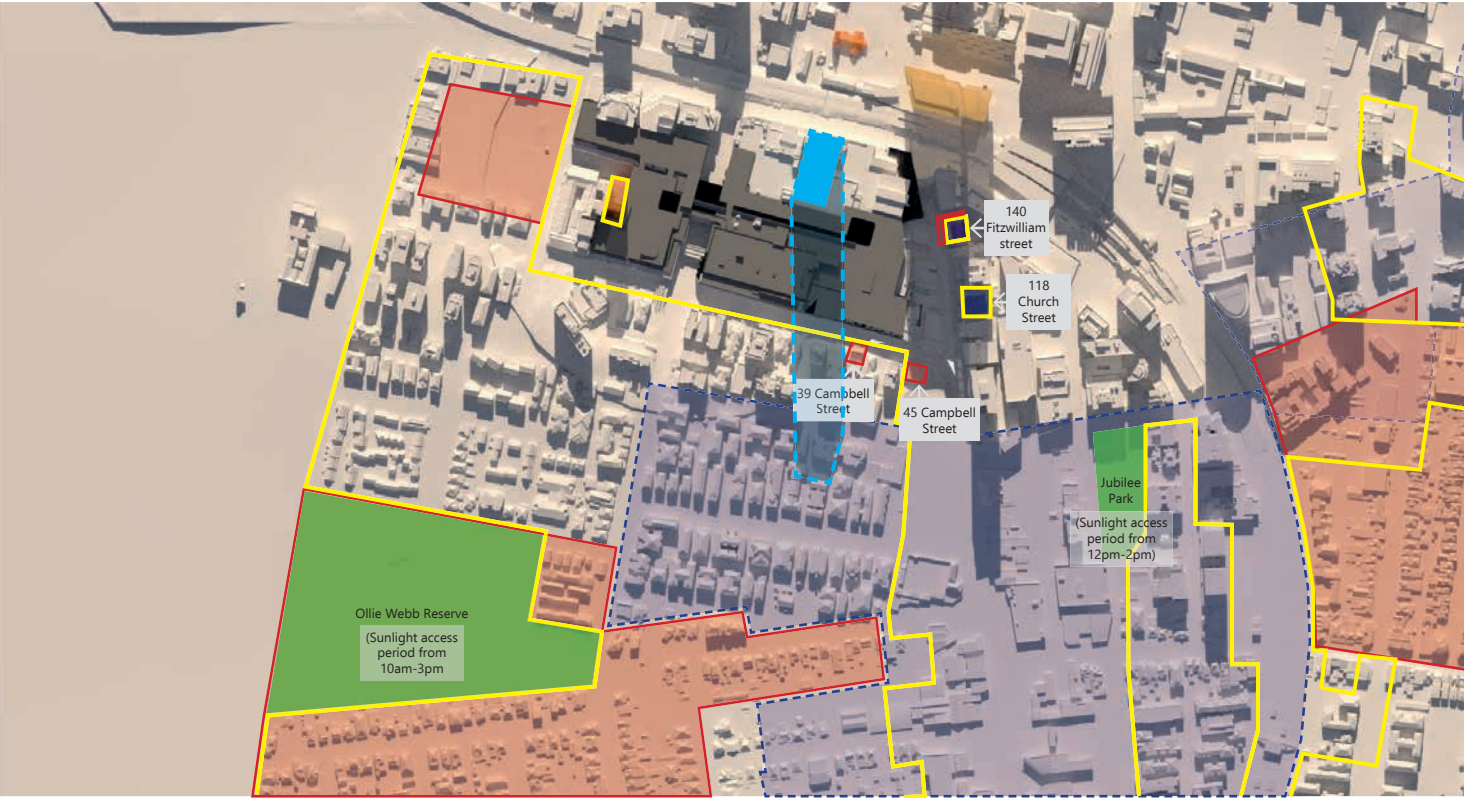 140
Fitzwilliam
street
118
Church
Street
39 Campbell
Street
45 Campbell
Street
Jubilee
Park
(Sunlight access
period from
12pm-2pm)
Ollie Webb Reserve
(Sunlight access
period from
10am-3pm